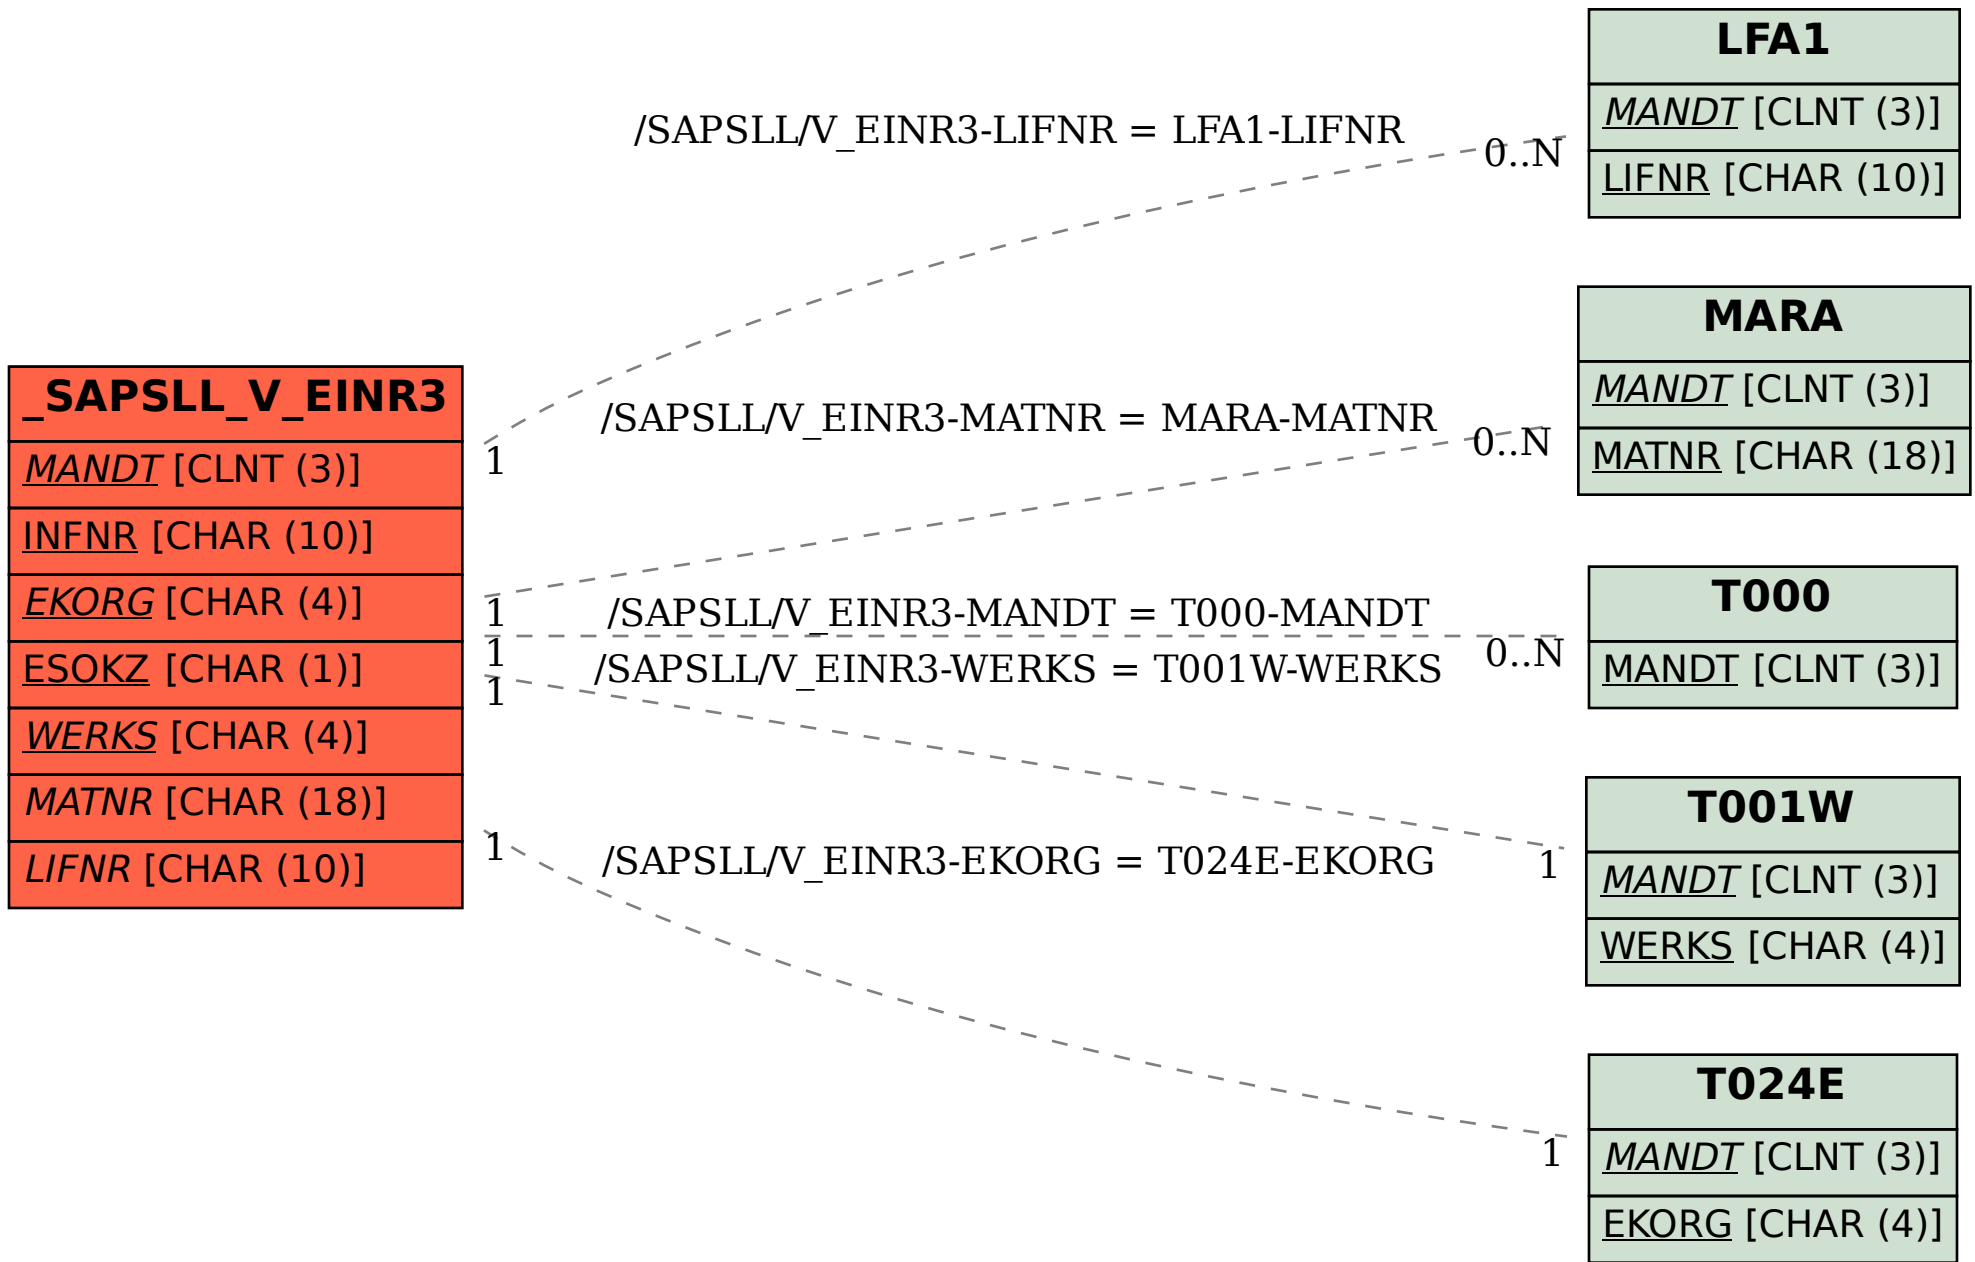 _SAPSLL_V_EINR3
MANDT [CLNT (3)]
INFNR [CHAR (10)]
EKORG [CHAR (4)]
ESOKZ [CHAR (1)]
WERKS [CHAR (4)]
MATNR [CHAR (18)]
LIFNR [CHAR (10)]
/SAPSLL/V_EINR3-LIFNR = LFA1-LIFNR
1
0..N
/SAPSLL/V_EINR3-MATNR = MARA-MATNR
1
0..N
/SAPSLL/V_EINR3-MANDT = T000-MANDT
1
0..N
/SAPSLL/V_EINR3-WERKS = T001W-WERKS
1
1
/SAPSLL/V_EINR3-EKORG = T024E-EKORG
1
1
LFA1
MANDT [CLNT (3)]
LIFNR [CHAR (10)]
MARA
MANDT [CLNT (3)]
MATNR [CHAR (18)]
T000
MANDT [CLNT (3)]
T001W
MANDT [CLNT (3)]
WERKS [CHAR (4)]
T024E
MANDT [CLNT (3)]
EKORG [CHAR (4)]